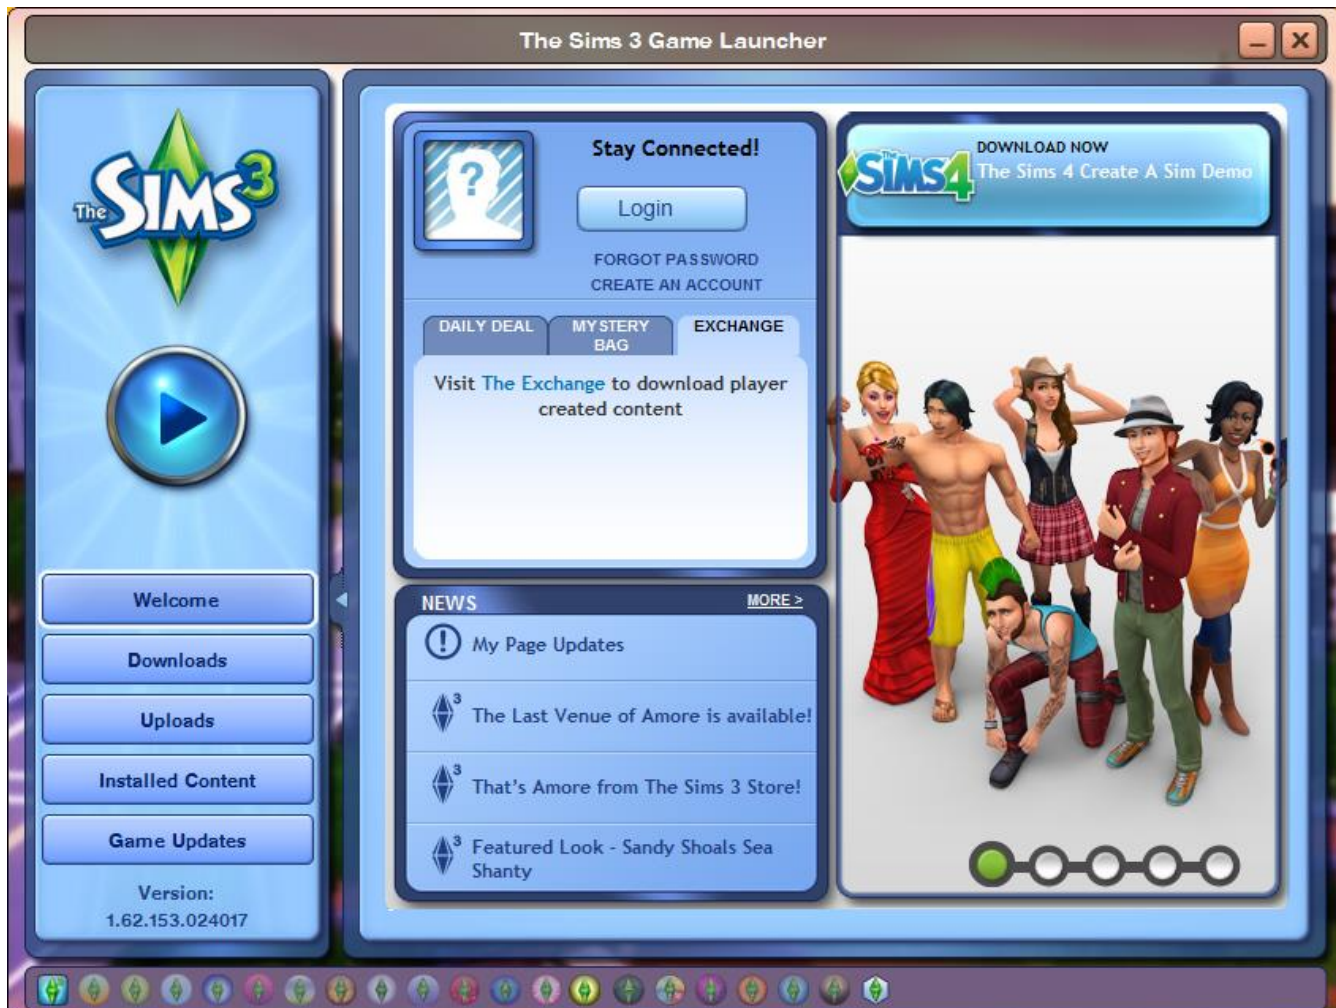 The Sims 3 Game Launcher
The SIMS 3
Welcome
Downloads
Uploads
Installed Content
Game Updates
Version:
1.62.153.024017
Stay Connected!
?
Login
FORGOT PASSWORD
CREATE AN ACCOUNT
DAILY DEAL
MYSTERY
BAG
EXCHANGE
Visit The Exchange to download player
created content
NEWS
MORE >
My Page Updates
3
The Last Venue of Amore is available!
3
That's Amore from The Sims 3 Store!
3
Featured Look - Sandy Shoals Sea
Shanty
The SIMS 4
DOWNLOAD NOW
The Sims 4 Create A Sim Demo